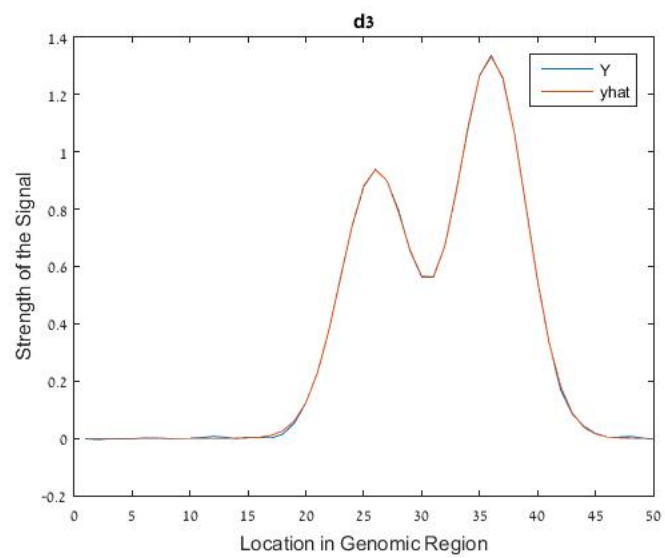 d3
1.4
1.2
1
0.8
0.6
0.4
0.2
0
-0.2
Strength of the Signal
Y
yhat
0 5 10 15 20 25 30 35 40 45 50
Location in Genomic Region